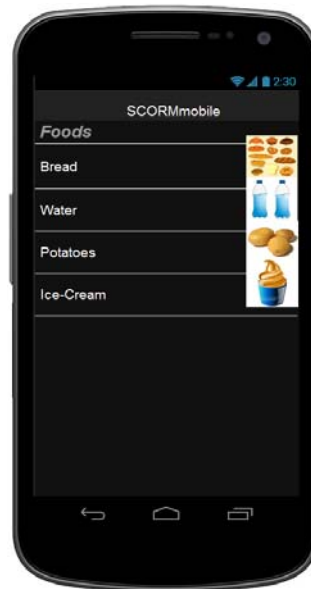 2:30
SCORMmobile
Foods
Bread
Water
Potatoes
Ice-Cream